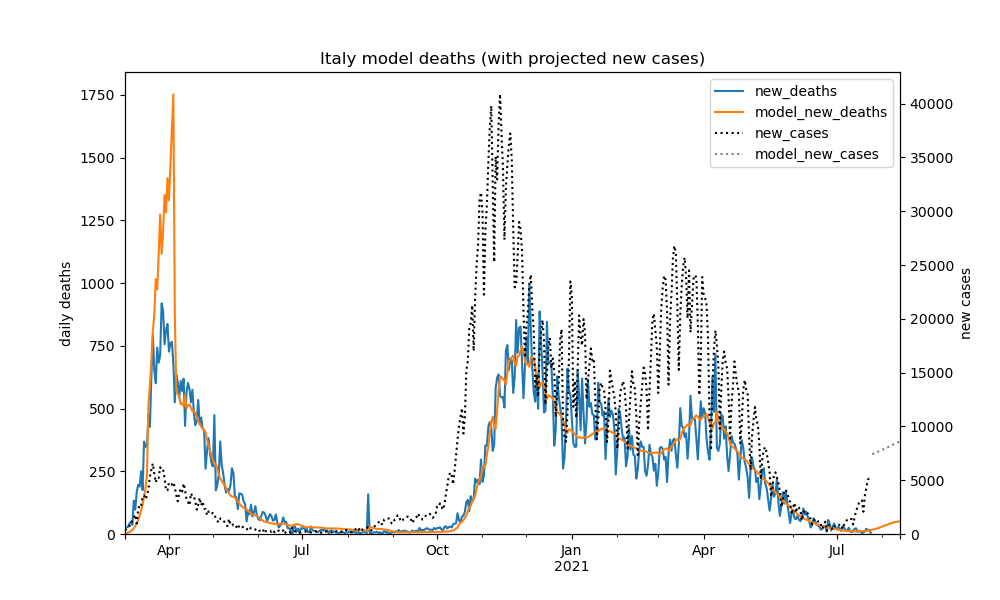 Italy model deaths (with projected new cases)
1750
1500
1250
1000
750
500
250
0
daily deaths
40000
35000
30000
25000
20000
15000
10000
5000
0
new cases
new_deaths
model_new_deaths
new_cases
model_new_cases
Apr Jul Oct Jan Apr Jul
2021